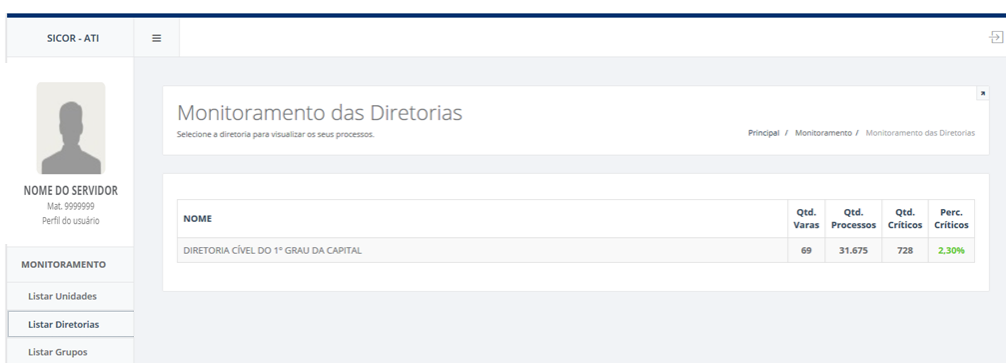 SICOR - ATI
Monitoramento das Diretorias
Selecione a diretoria para visualizar os seus processos.
Principal / Monitoramento / Monitoramento das Diretorias
NOME DO SERVIDOR
Mat. 9999999
Perfil do usuário
NOME Qtd. Varas Qtd. Processos Qtd. Críticos Perc. Críticos
DIRETORIA CÍVEL DO 1º GRAU DA CAPITAL 69 31.675 728 2,30%
MONITORAMENTO
Listar Unidades
Listar Diretorias
Listar Grupos